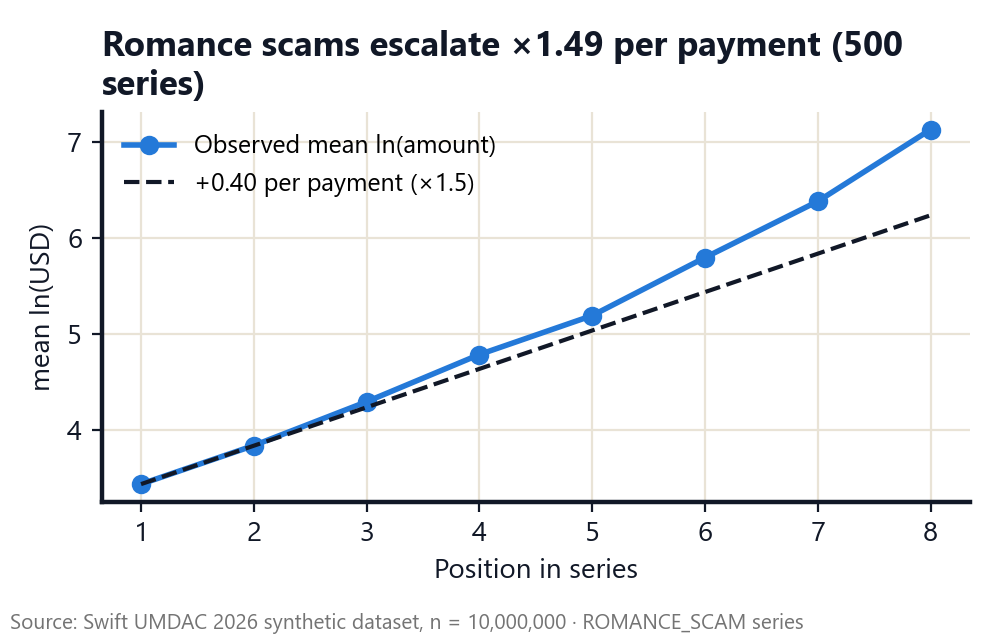 Romance scams escalate ×1.49 per payment (500
series)
Observed mean ln(amount)
+0.40 per payment (×1.5)
mean ln(USD)
7
6
5
4
1 2 3 4 5 6 7 8
Position in series
Source: Swift UMDAC 2026 synthetic dataset, n = 10,000,000 · ROMANCE_SCAM series